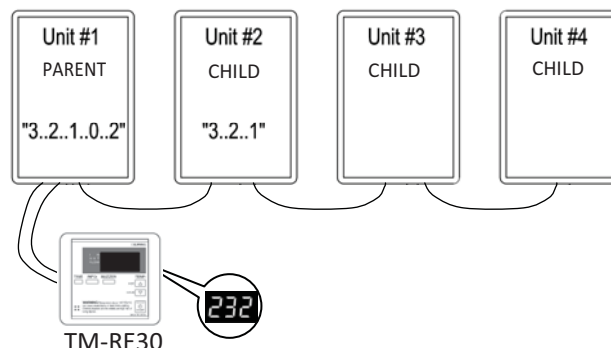 Unit #1
PARENT
"3..2..1..0..2"
Unit #2
CHILD
"3..2..1"
Unit #3
CHILD
Unit #4
CHILD
232
TM-RE30